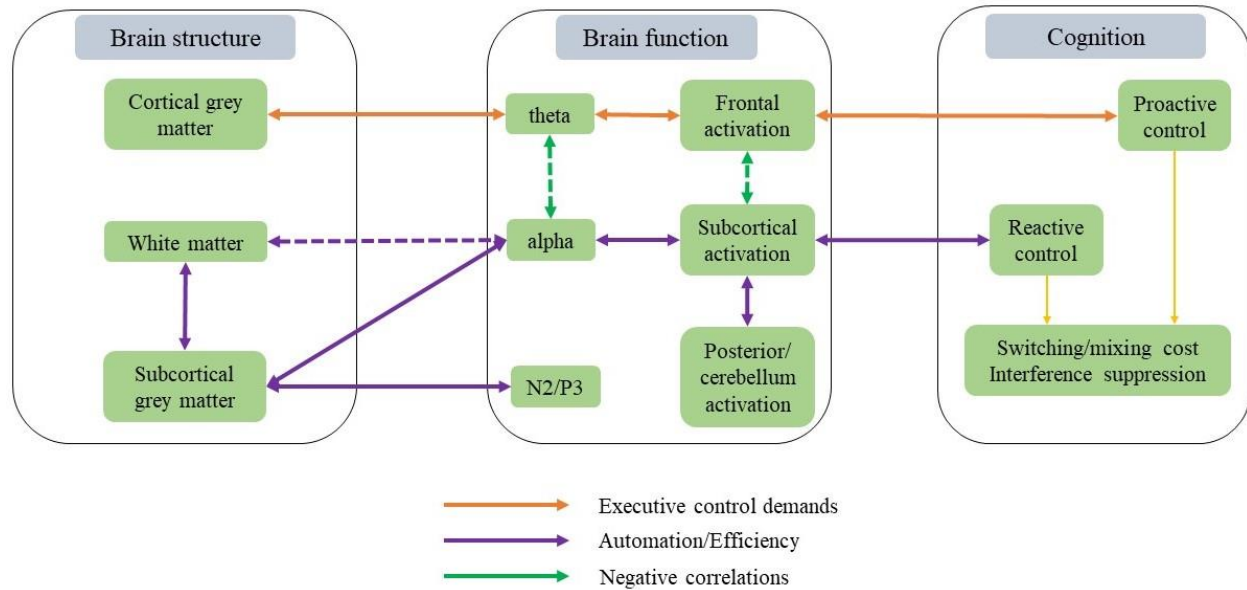 Brain structure
Cortical grey
matter
White matter
Subcortical
grey matter
Brain function
theta
Frontal
activation
alpha
Subcortical
activation
N2/P3
Posterior/
cerebellum
activation
Cognition
Proactive
control
Reactive
control
Switching/mixing cost
Interference suppression
Executive control demands
Automation/Efficiency
Negative correlations